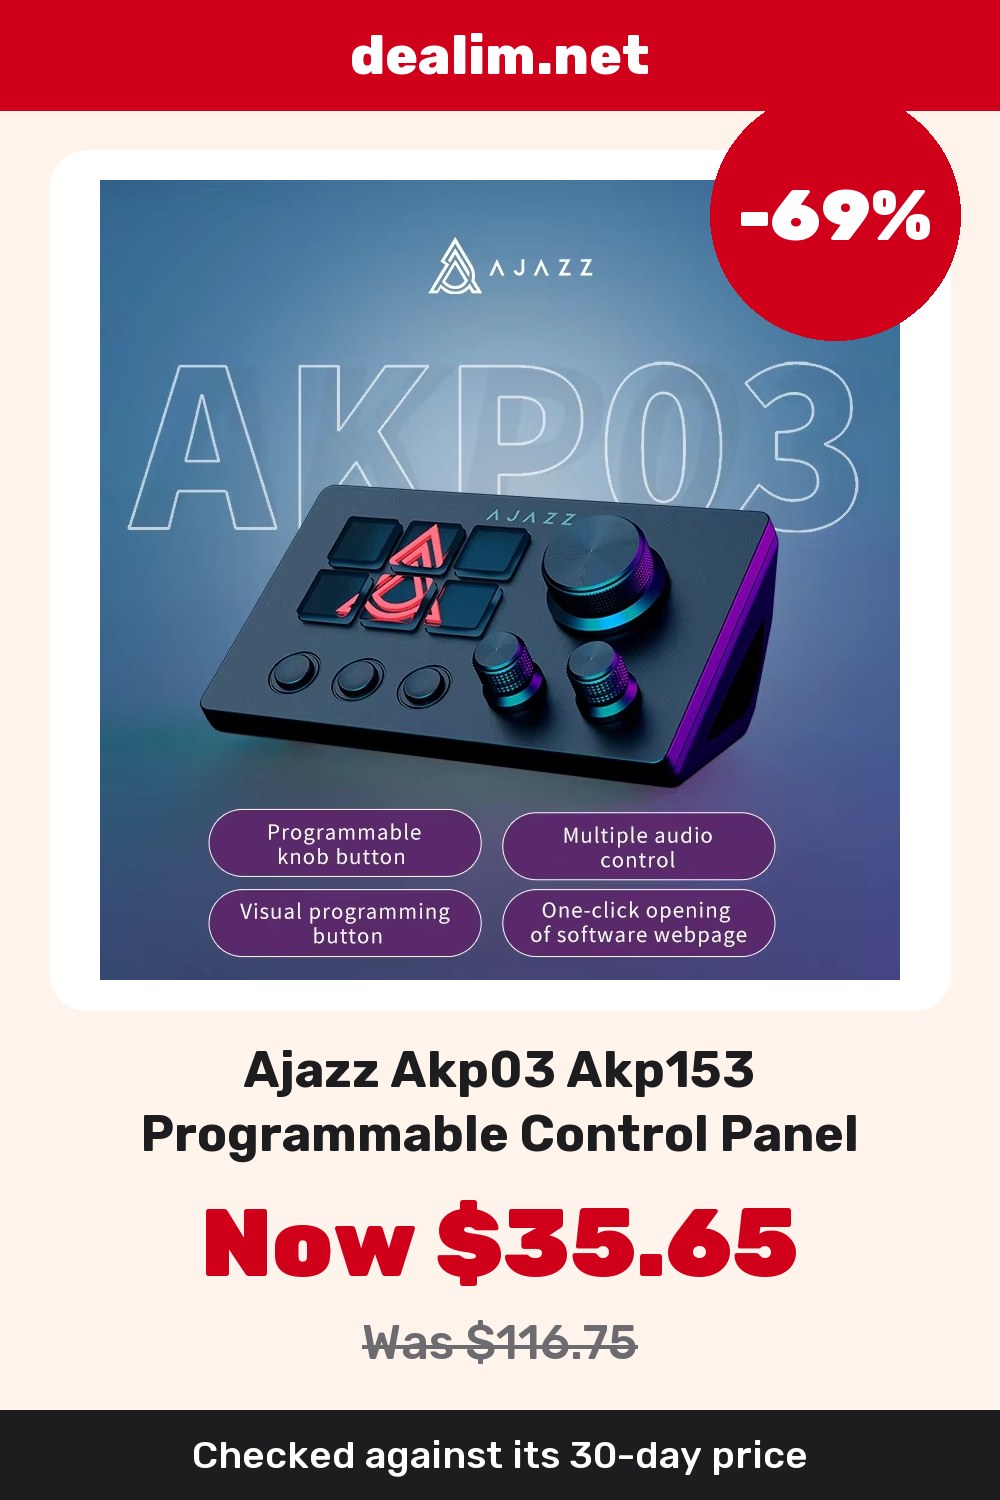 dealim.net
-69%
AJAZZ
AKP03
AJAZZ
Programmable
knob button
Multiple audio
control
Visual programming
button
One-click opening
of software webpage
Ajazz Akp03 Akp153
Programmable Control Panel
Now $35.65
Was $116.75
Checked against its 30-day price